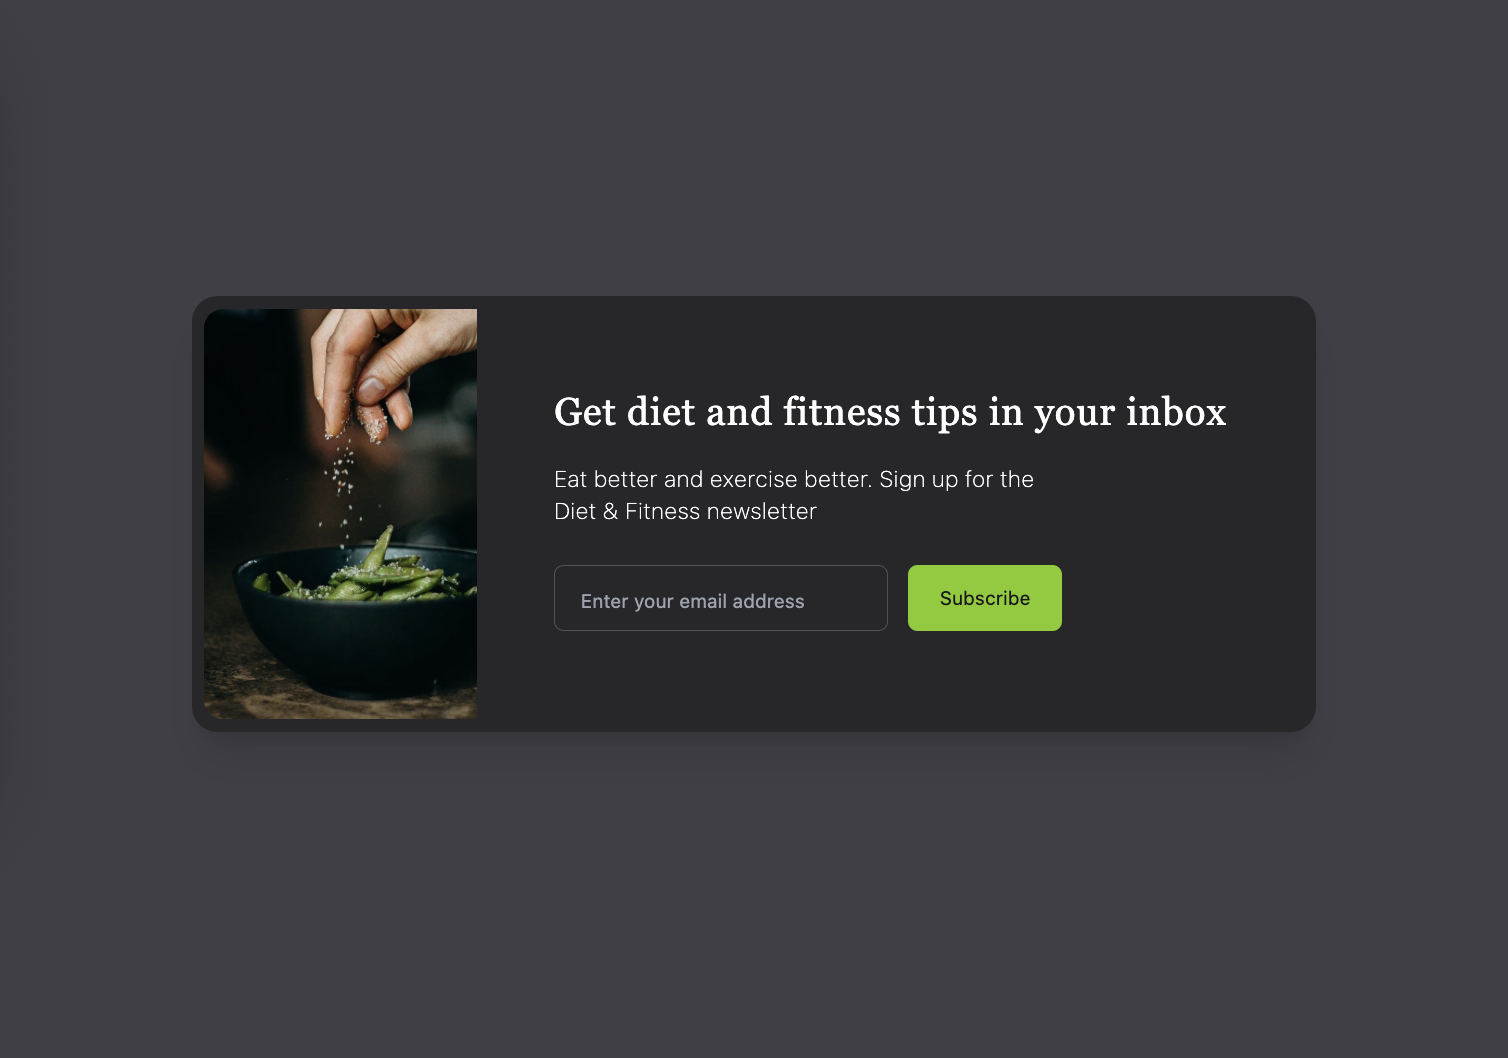 Get diet and fitness tips in your inbox
Eat better and exercise better. Sign up for the
Diet & Fitness newsletter
Enter your email address
Subscribe